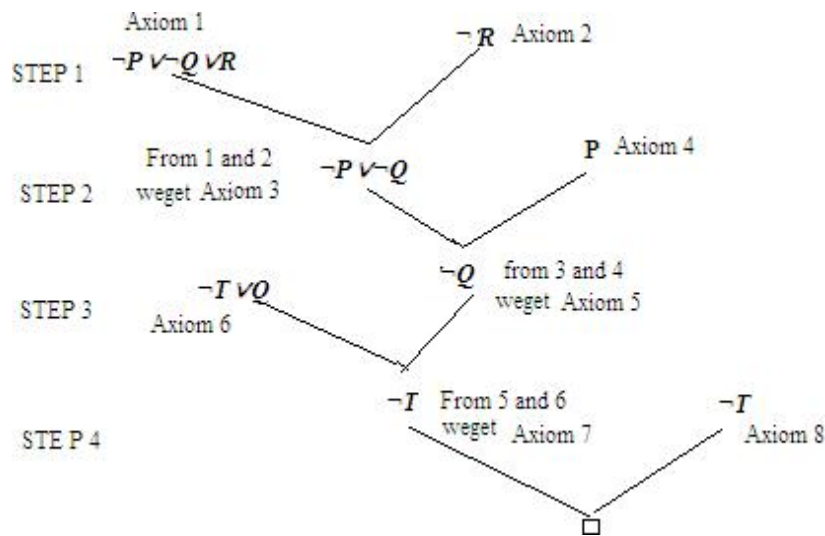 Axiom 1
¬P ∨¬Q ∨R
¬R Axiom 2
STEP 1
From 1 and 2
weget Axiom 3
¬P ∨¬Q
P Axiom 4
STEP 2
¬Q
from 3 and 4
weget Axiom 5
¬T ∨Q
Axiom 6
STEP 3
¬T
From 5 and 6
weget Axiom 7
¬T
Axiom 8
STE P 4